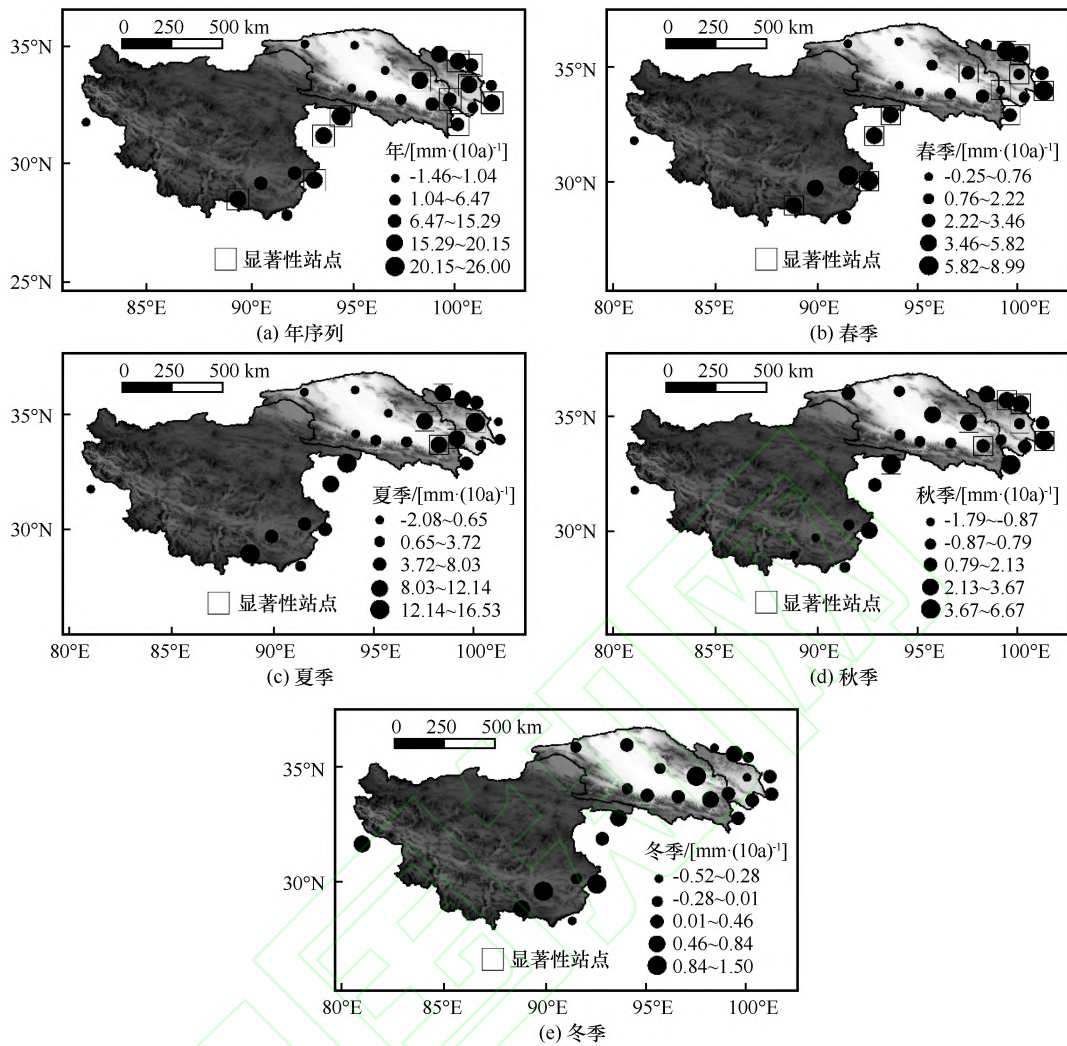 0 250 500 km
35°N
30°N
25°N
年/[mm·(10a)-1]
-1.46~1.04
1.04~6.47
6.47~15.29
15.29~20.15
20.15~26.00
显著性站点
85°E 90°E 95°E 100°E
(a) 年序列
0 250 500 km
35°N
30°N
春季/[mm·(10a)-1]
-0.25~0.76
0.76~2.22
2.22~3.46
3.46~5.82
5.82~8.99
显著性站点
80°E 85°E 90°E 95°E 100°E
(b) 春季
0 250 500 km
35°N
30°N
夏季/[mm·(10a)-1]
-2.08~0.65
0.65~3.72
3.72~8.03
8.03~12.14
12.14~16.53
显著性站点
80°E 85°E 90°E 95°E 100°E
(c) 夏季
0 250 500 km
35°N
30°N
秋季/[mm·(10a)-1]
-1.79~-0.87
-0.87~0.79
0.79~2.13
2.13~3.67
3.67~6.67
显著性站点
80°E 85°E 90°E 95°E 100°E
(d) 秋季
0 250 500 km
35°N
30°N
冬季/[mm·(10a)-1]
-0.52~0.28
-0.28~0.01
0.01~0.46
0.46~0.84
0.84~1.50
显著性站点
80°E 85°E 90°E 95°E 100°E
(e) 冬季